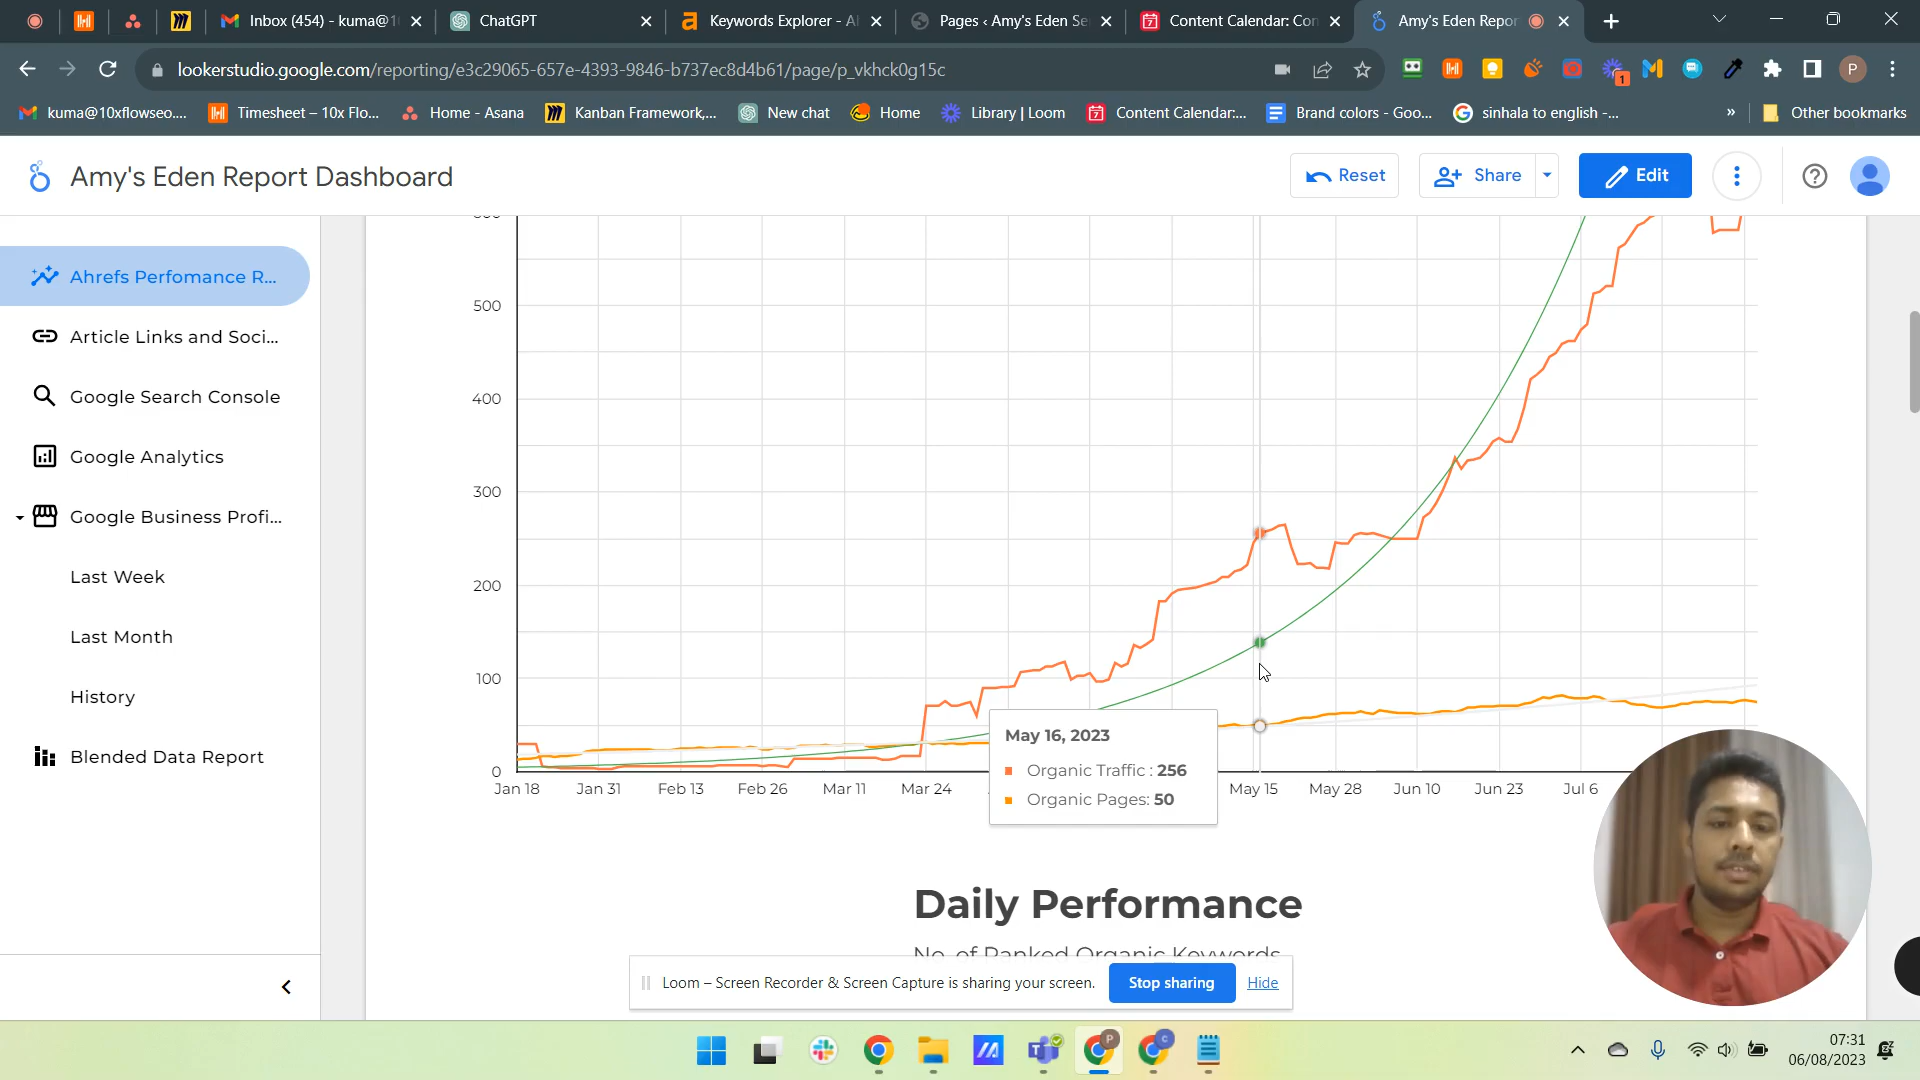 Inbox (454) - kuma@1
ChatGPT
Keywords Explorer - A
Pages ‹ Amy's Eden Se
Content Calendar: Con
Amy's Eden Repor
lookerstudio.google.com/reporting/e3c29065-657e-4393-9846-b737ec8d4b61/page/p_vkhck0g15c
1
P
kuma@10xflowseo....
Timesheet – 10x Flo...
Home - Asana
Kanban Framework,...
New chat
Home
Library | Loom
Content Calendar:...
Brand colors - Goo...
sinhala to english -...
»
Other bookmarks
Amy's Eden Report Dashboard
Reset
Share
Edit
Ahrefs Perfomance R...
Article Links and Soci...
Google Search Console
Google Analytics
Google Business Profi...
Last Week
Last Month
History
Blended Data Report
500
400
300
200
100
0
Jan 18
Jan 31
Feb 13
Feb 26
Mar 11
Mar 24
May 15
May 28
Jun 10
Jun 23
Jul 6
May 16, 2023
Organic Traffic : 256
Organic Pages: 50
Daily Performance
No. of Ranked Organic Keywords
Loom – Screen Recorder & Screen Capture is sharing your screen.
Stop sharing
Hide
07:31
06/08/2023